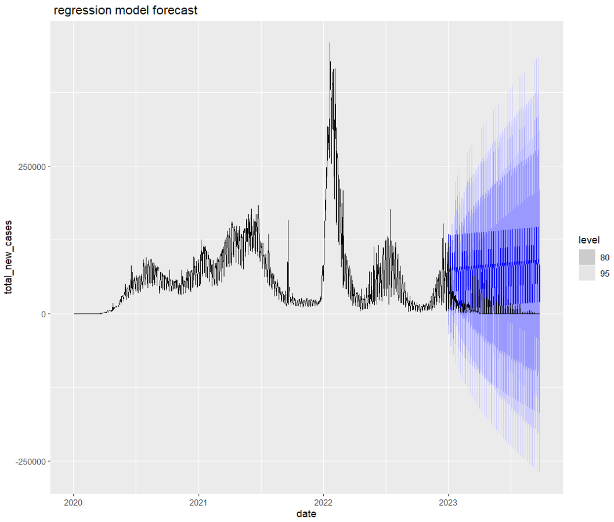 regression model forecast
total_new_cases
250000
0
-250000
2020
2021
2022
2023
date
level
80
95